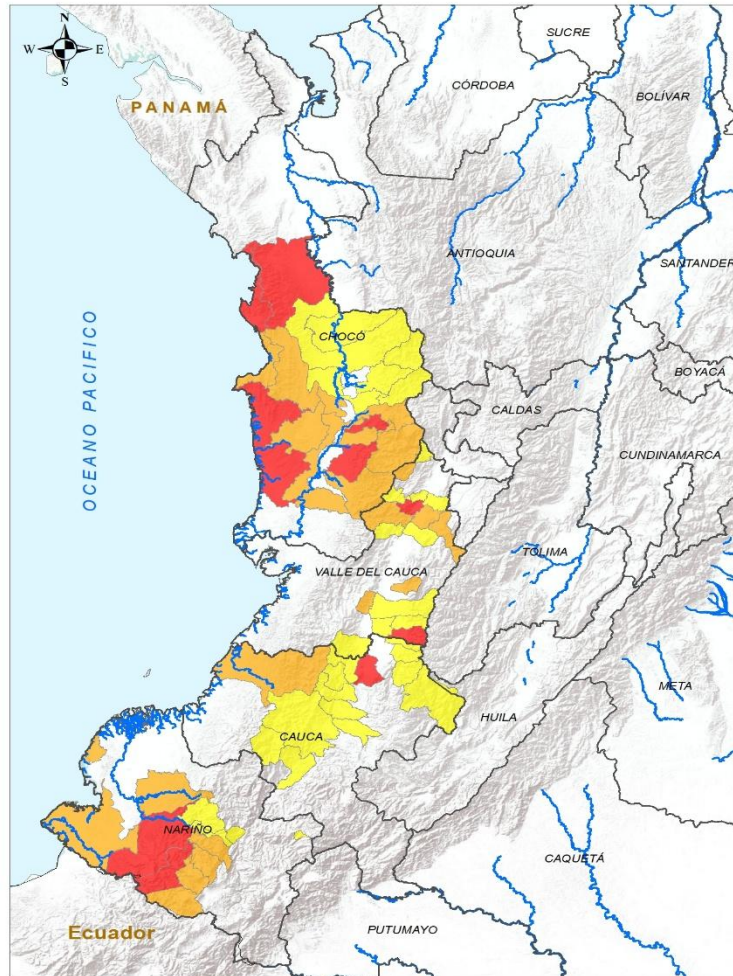 N
W E
S
PANAMÁ
SUCRE
CÓRDOBA
BOLÍVAR
ANTIOQUIA
SANTANDER
OCEANO PACIFICO
CHOCÓ
BOYACÁ
CALDAS
CUNDINAMARCA
TOLIMA
VALLE DEL CAUCA
META
HUILA
CAUCA
NARIÑO
CAQUETÁ
Ecuador
PUTUMAYO